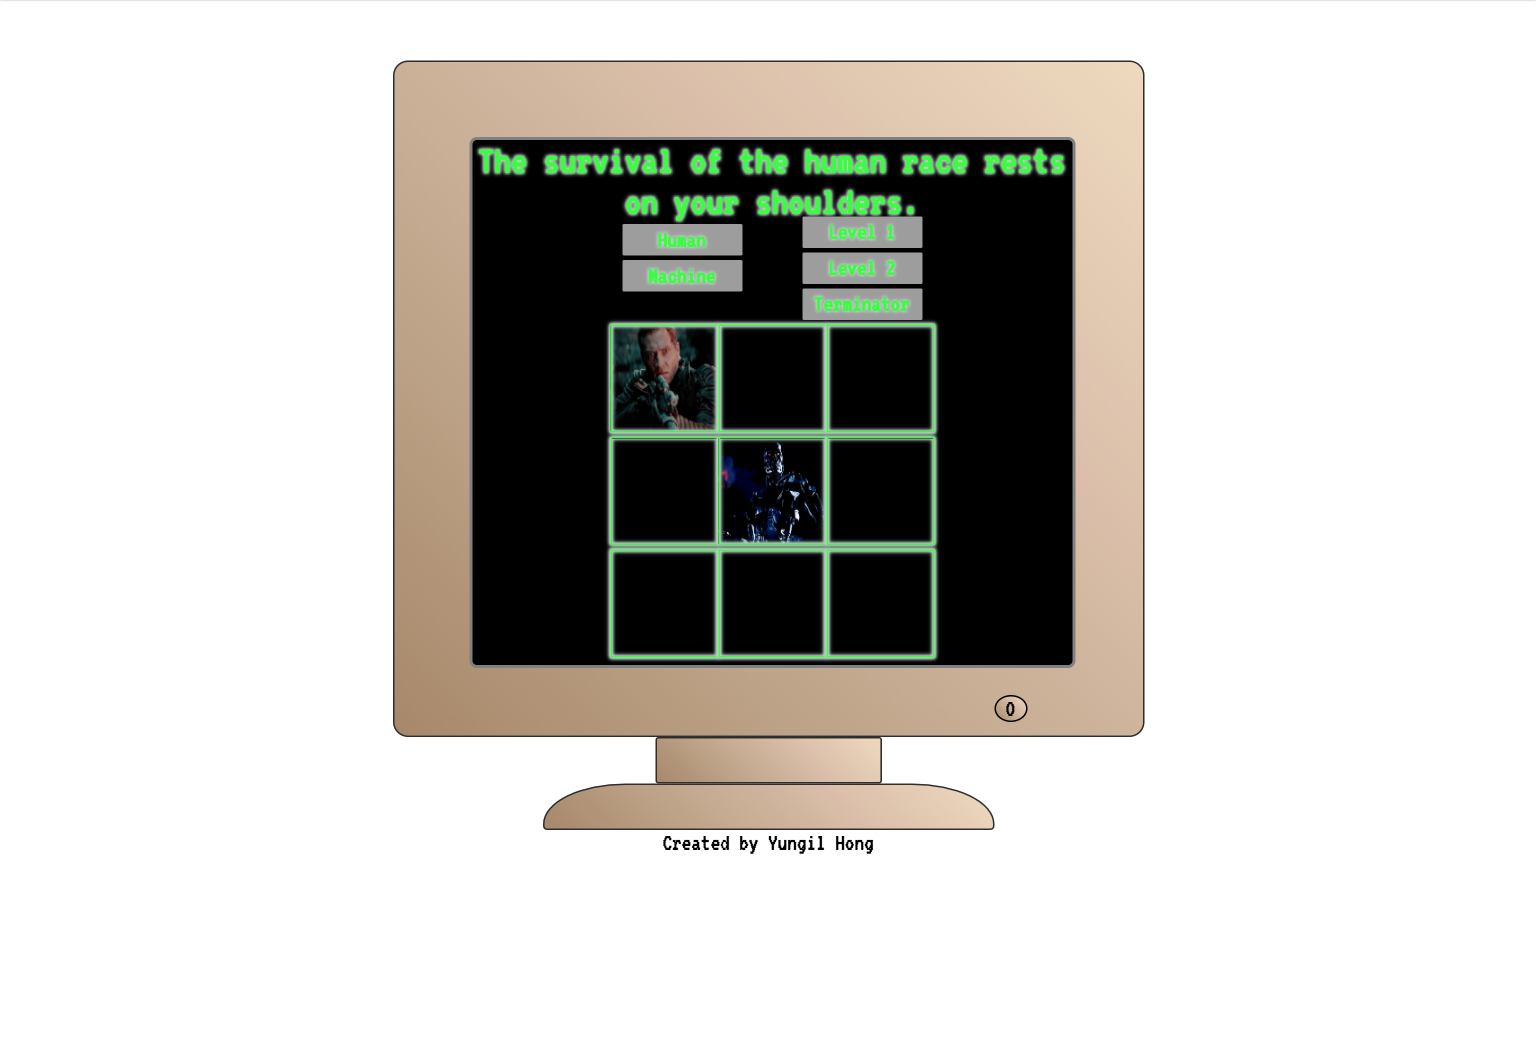 The survival of the human race rests
on your shoulders.
Human
Machine
Level 1
Level 2
Terminator
0
Created by Yungil Hong